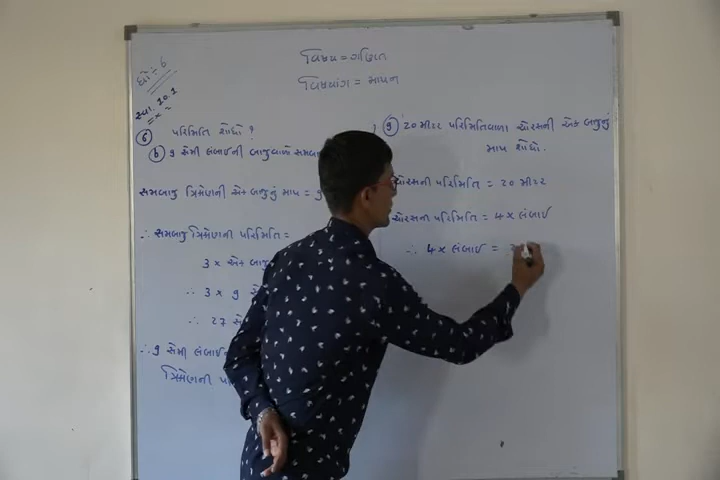 ધો ÷ 6
સ્વા. 10.1
વિષય = ગણિત
વિષયાંગ = માપન
૬ પરિમિતિ શોધો ?
(b) 9 સેમી લંબાઈની બાજુવાળો સમબા
સમબાજુ ત્રિકોણની એક બાજુનું માપ = 9
∴ સમબાજુ ત્રિકોણની પરિમિતિ =
3 x એક બાજુ
∴ 3 x 9 સે
∴ 27 સે
∴ 9 સેમી લંબાઈ
ત્રિકોણની પ
9 20 મીટર પરિમિતિવાળા ચોરસની એક બાજુનું
માપ શોધો.
ચોરસની પરિમિતિ = 20 મીટર
ચોરસની પરિમિતિ = 4 x લંબાઈ
∴ 4 x લંબાઈ =